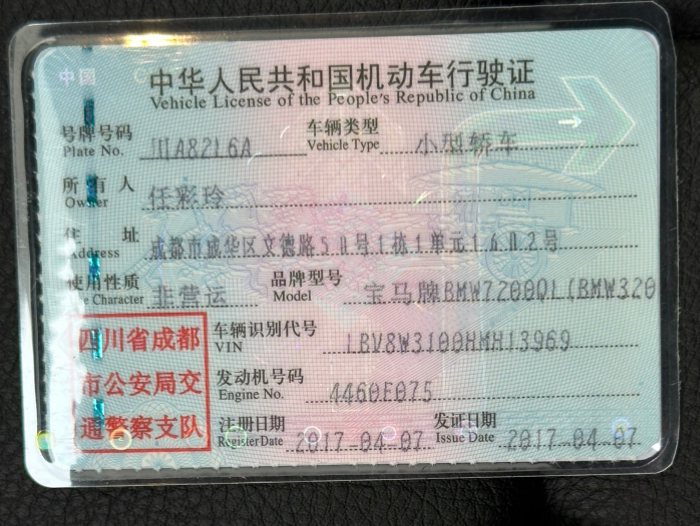 中国
中华人民共和国机动车行驶证
Vehicle License of the People's Republic of China
号牌号码 川A82L6A 车辆类型 小型轿车
Plate No. Vehicle Type
所有人 任彩玲
Owner
住址 成都市成华区文德路50号1栋1单元1602号
Address
使用性质 非营运 品牌型号 宝马牌BMW7200QL(BMW320
Use Character Model
四川省成都 车辆识别代号 LBV8W3100HMH13969
市公安局交 VIN
通警察支队 发动机号码 4460E075
Engine No.
注册日期 2017-04-07 发证日期 2017-04-07
Register Date Issue Date